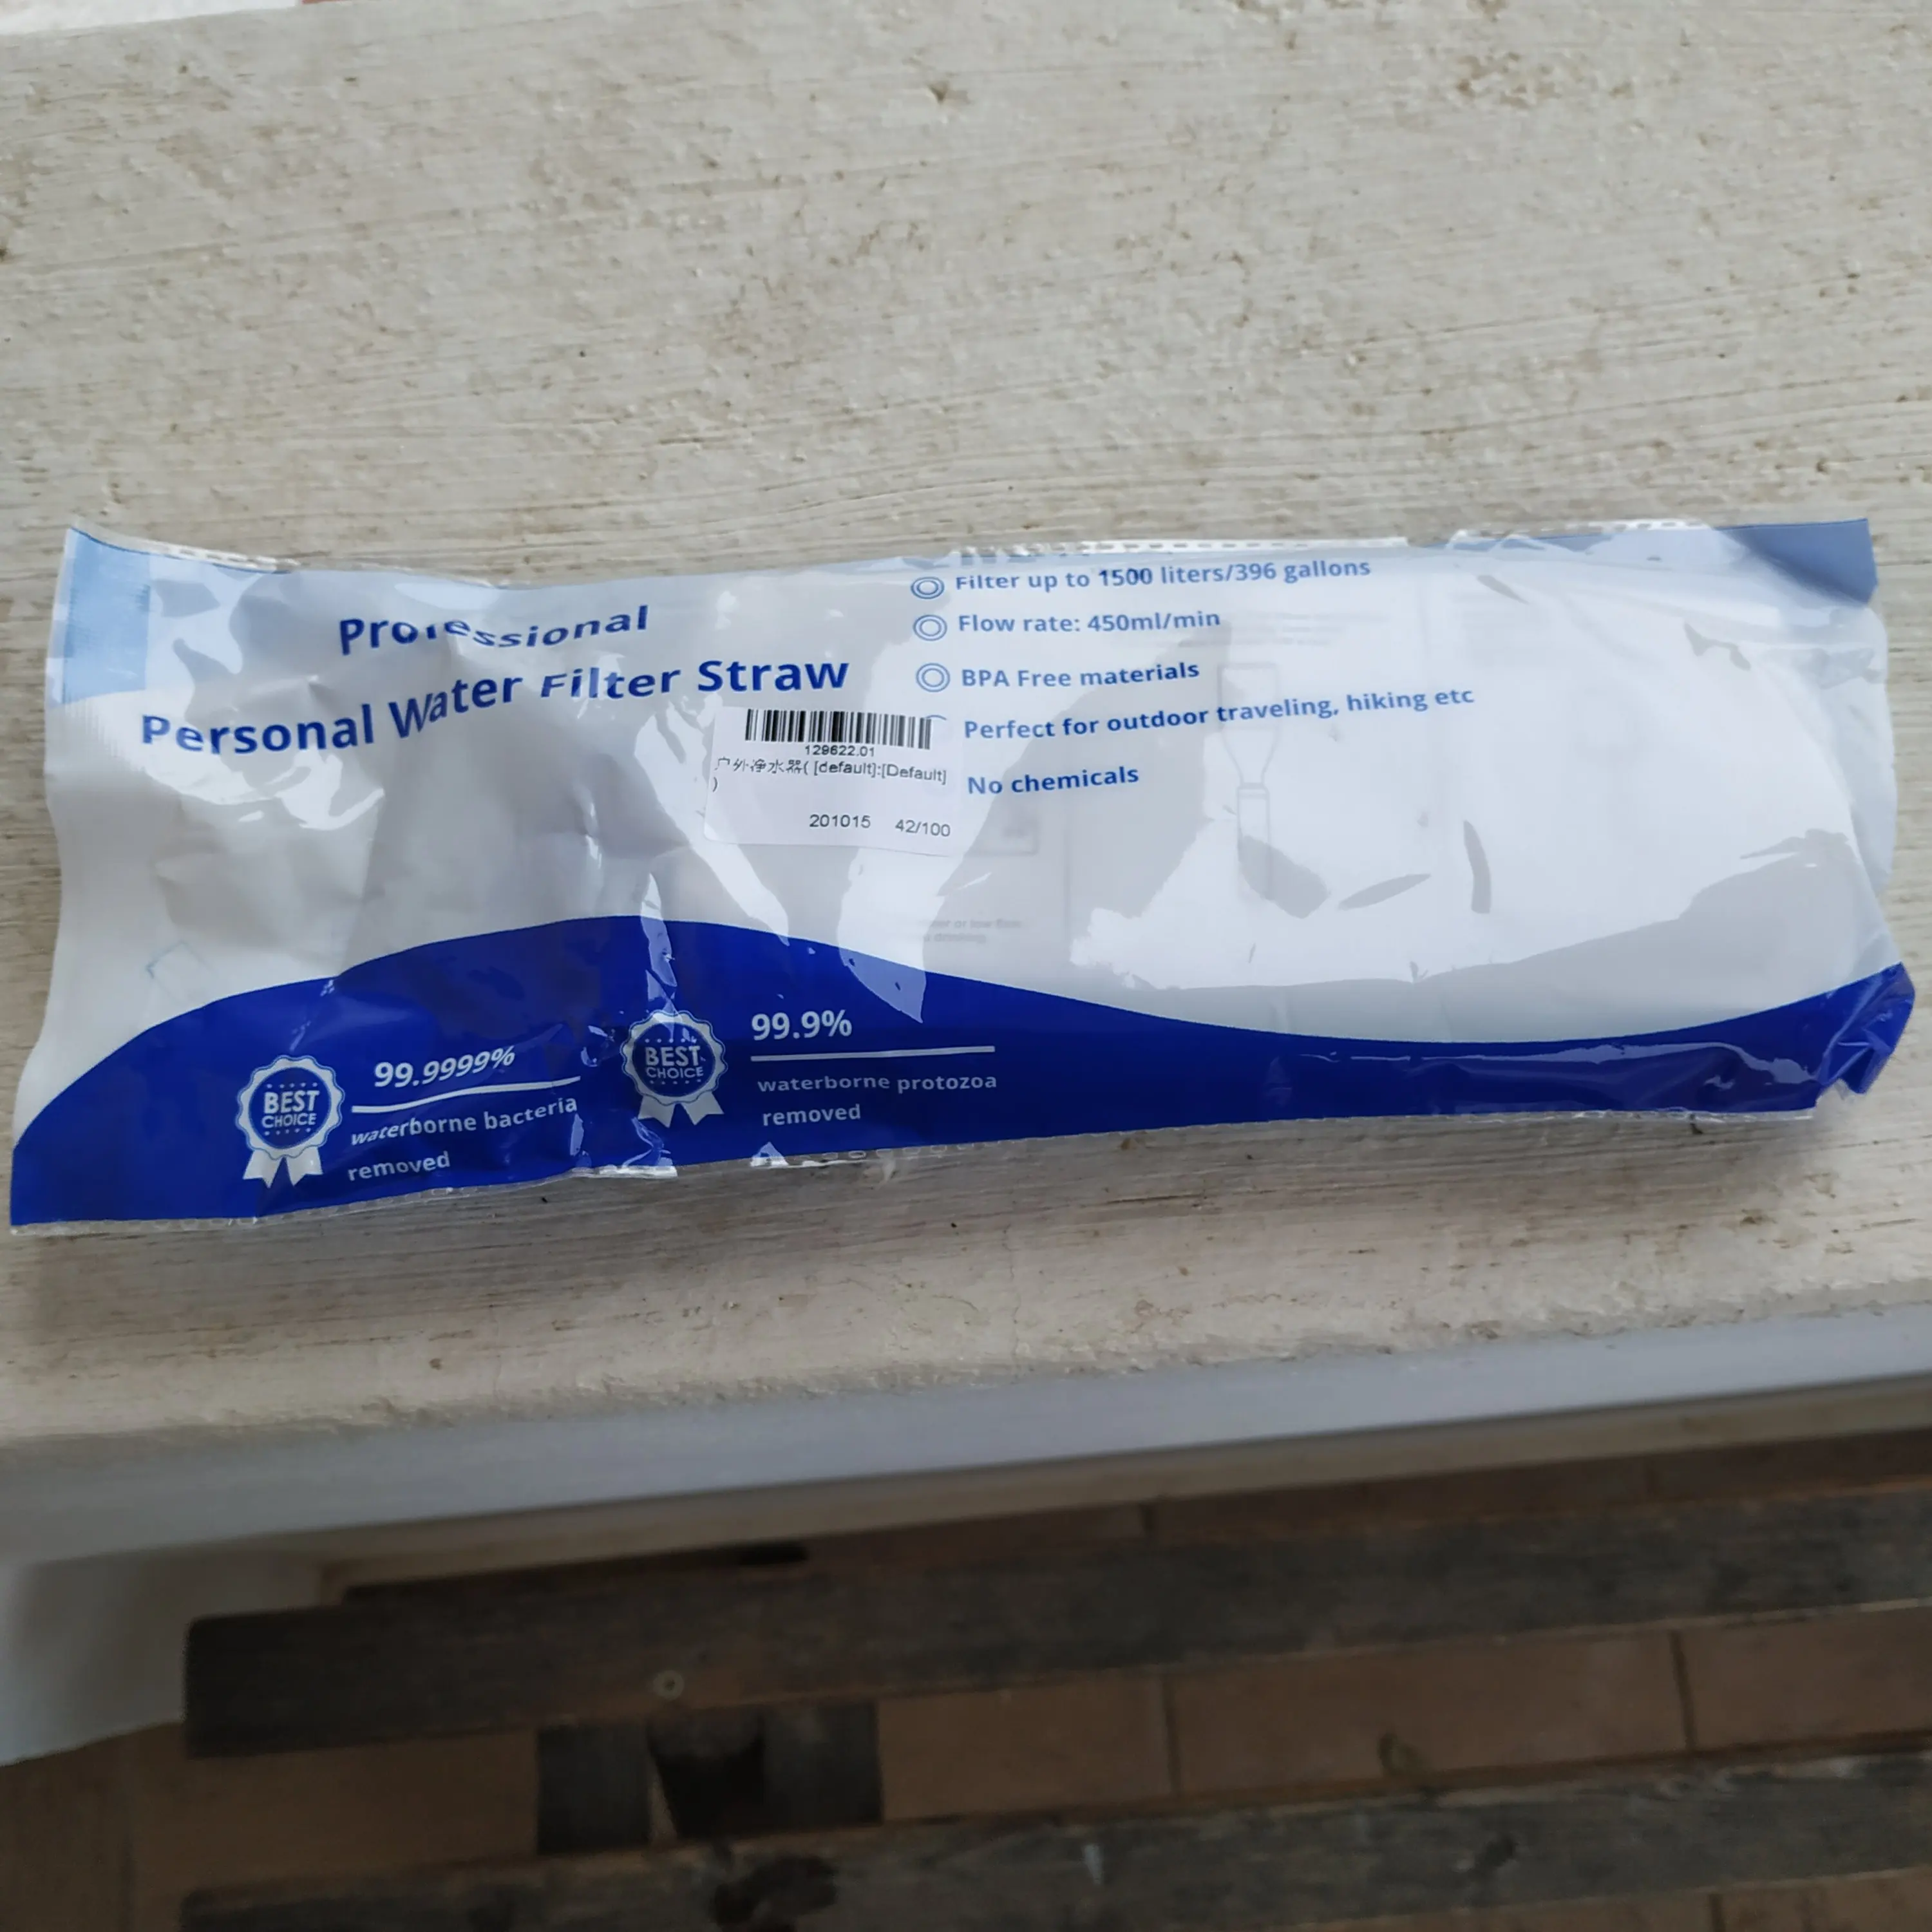 Professional
Personal Water Filter Straw
Filter up to 1500 liters/396 gallons
Flow rate: 450ml/min
BPA Free materials
Perfect for outdoor traveling, hiking etc
No chemicals
129622.01
户外净水器( [default]:[Default]
)
201015 42/100
BEST
CHOICE
99.9999%
waterborne bacteria
removed
BEST
CHOICE
99.9%
waterborne protozoa
removed